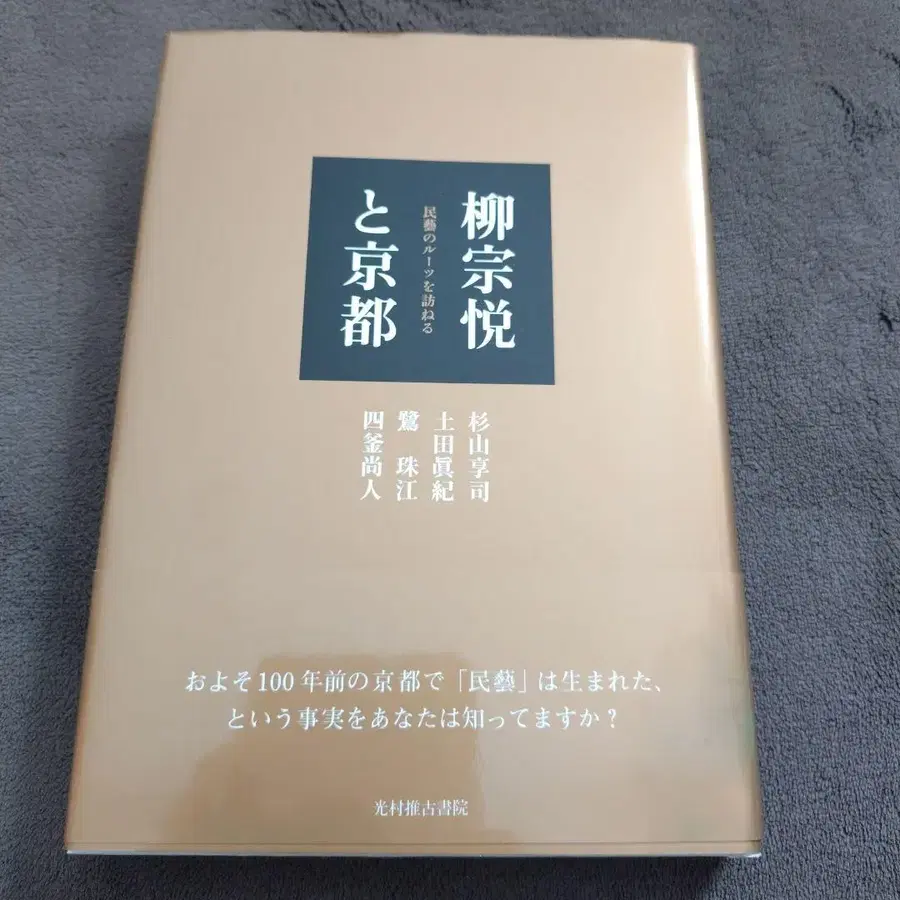 柳宗悦
民藝のルーツを訪ねる
と京都
杉山享司
土田眞紀
鷺 珠江
四釜尚人
およそ100年前の京都で「民藝」は生まれた、
という事実をあなたは知ってますか？
光村推古書院